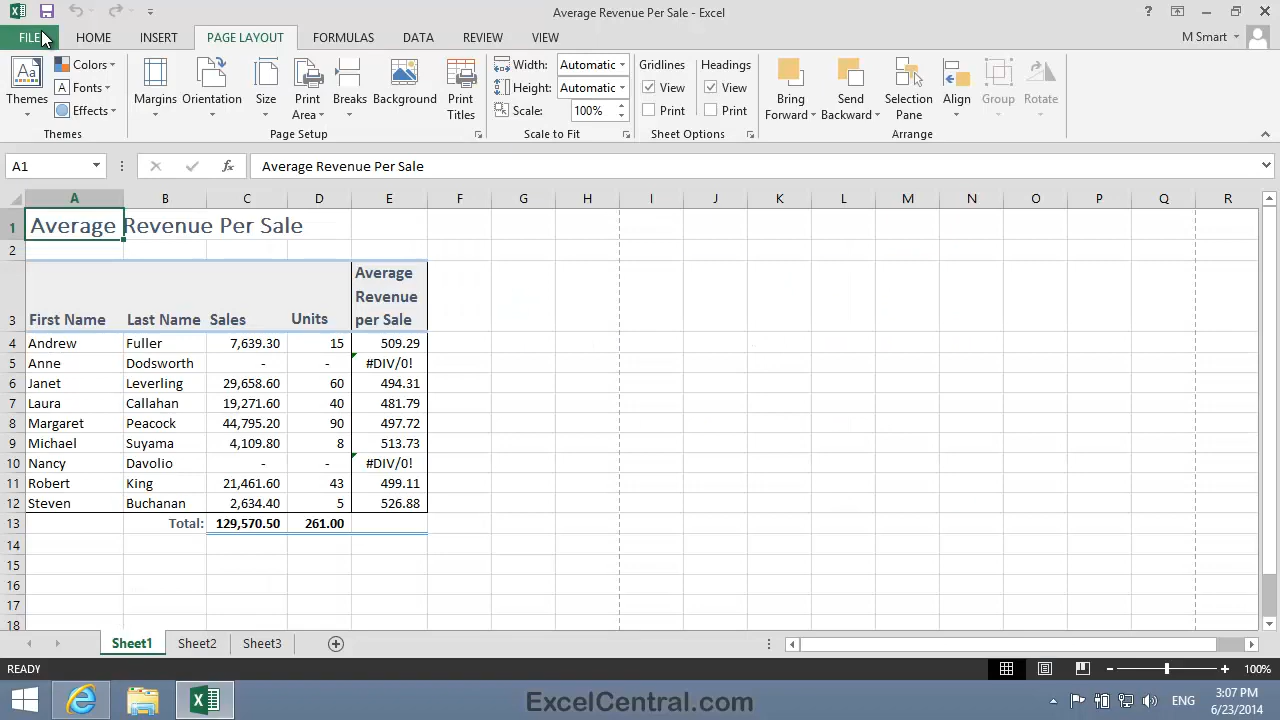 Average Revenue Per Sale - Excel
FILE HOME INSERT PAGE LAYOUT FORMULAS DATA REVIEW VIEW M Smart
Themes Colors Fonts Effects Margins Orientation Size Print Area Breaks Background Print Titles Width: Automatic Height: Automatic Scale: 100% Gridlines View Print Headings View Print Bring Forward Send Backward Selection Pane Align Group Rotate
Themes Page Setup Scale to Fit Sheet Options Arrange
A1 fx Average Revenue Per Sale
A B C D E F G H I J K L M N O P Q R
1 Average Revenue Per Sale
2
3 First Name Last Name Sales Units Average Revenue per Sale
4 Andrew Fuller 7,639.30 15 509.29
5 Anne Dodsworth - - #DIV/0!
6 Janet Leverling 29,658.60 60 494.31
7 Laura Callahan 19,271.60 40 481.79
8 Margaret Peacock 44,795.20 90 497.72
9 Michael Suyama 4,109.80 8 513.73
10 Nancy Davolio - - #DIV/0!
11 Robert King 21,461.60 43 499.11
12 Steven Buchanan 2,634.40 5 526.88
13 Total: 129,570.50 261.00
14
15
16
17
18
Sheet1 Sheet2 Sheet3
READY 100%
ExcelCentral.com ENG 3:07 PM
6/23/2014